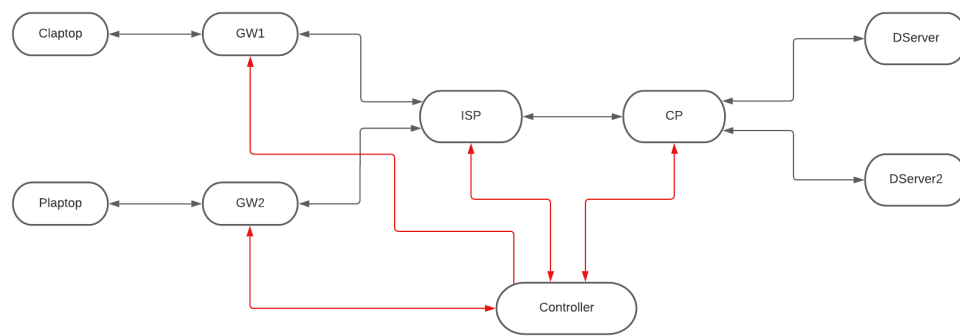 Claptop
GW1
DServer
ISP
CP
Plaptop
GW2
DServer2
Controller